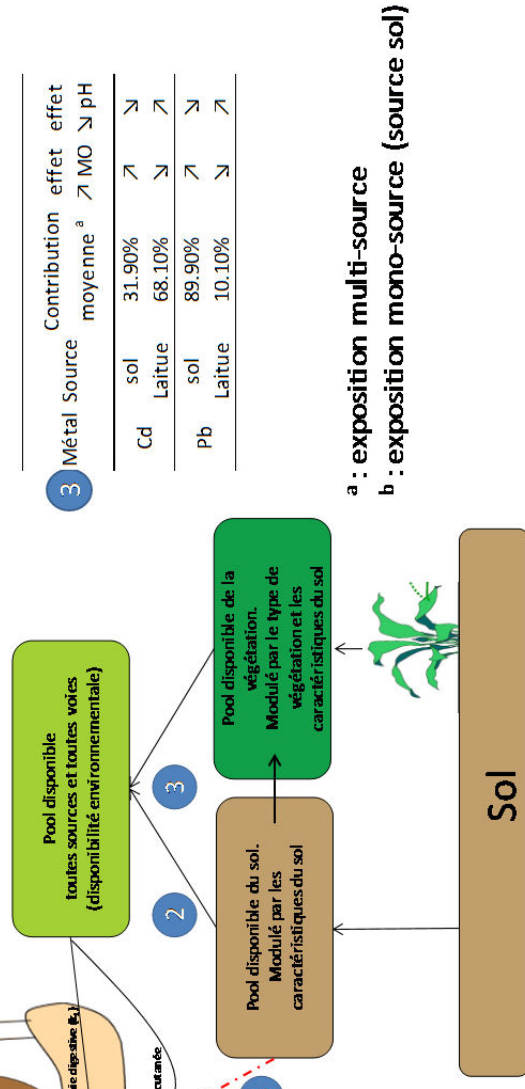 Pool disponible
toutes sources et toutes voies
(disponibilité environnementale)
ie digestive
cutanée
2
3
Pool disponible du sol.
Modulé par les
caractéristiques du sol
Pool disponible de la
végétation.
Modulé par le type de
végétation et les
caractéristiques du sol
Sol
3
Métal Source Contribution effet effet
moyenne a ↗ MO ↘ pH
Cd sol 31.90% ↗ ↘
Laitue 68.10% ↘ ↗
Pb sol 89.90% ↗ ↘
Laitue 10.10% ↘ ↗
a : exposition multi-source
b : exposition mono-source (source sol)